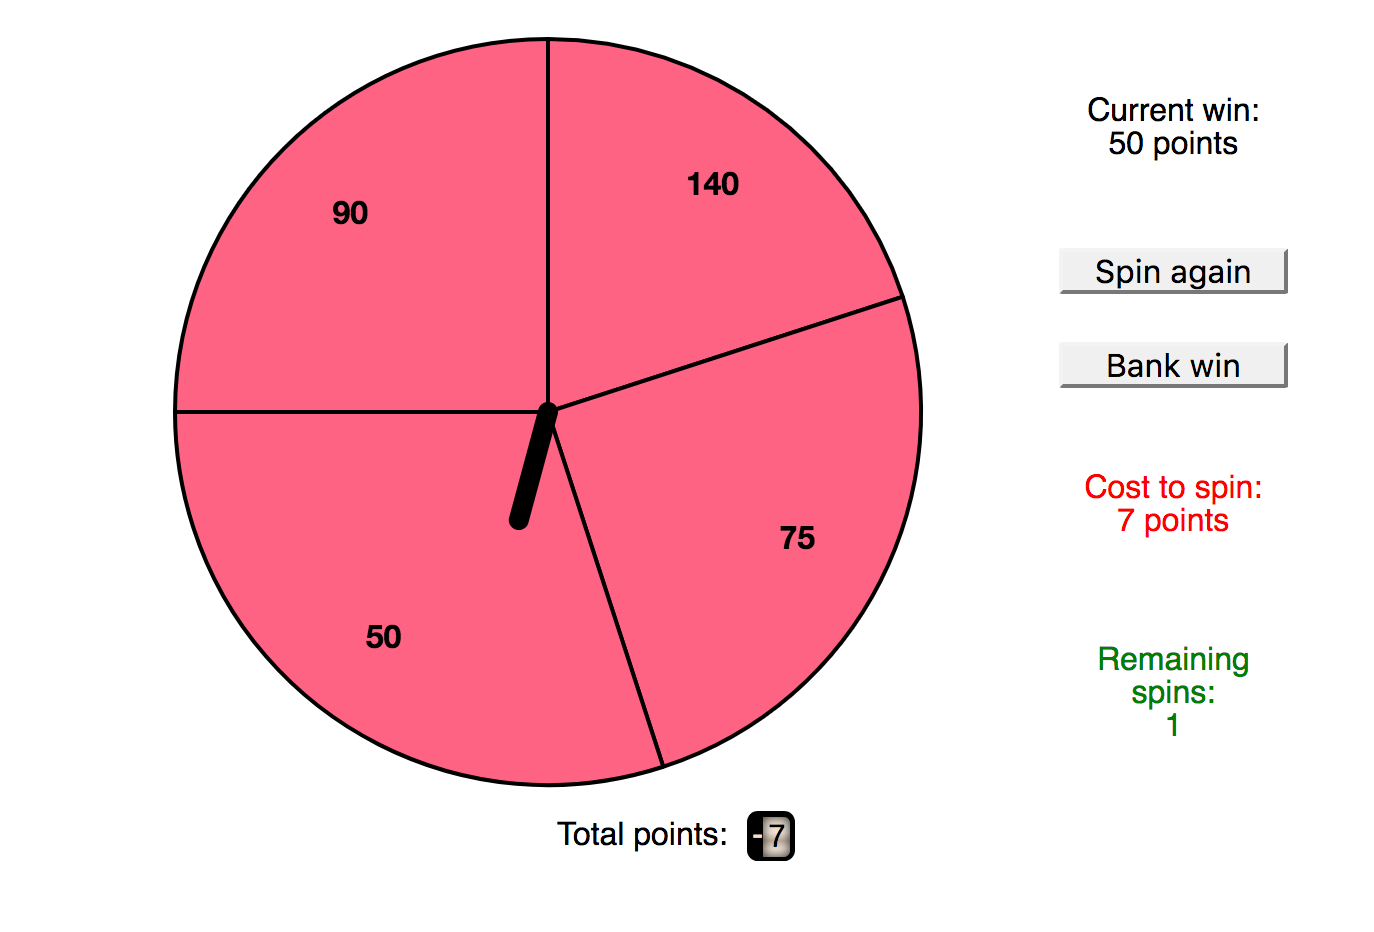 140
90
75
50
Current win:
50 points
Spin again
Bank win
Cost to spin:
7 points
Remaining
spins:
1
Total points: -7